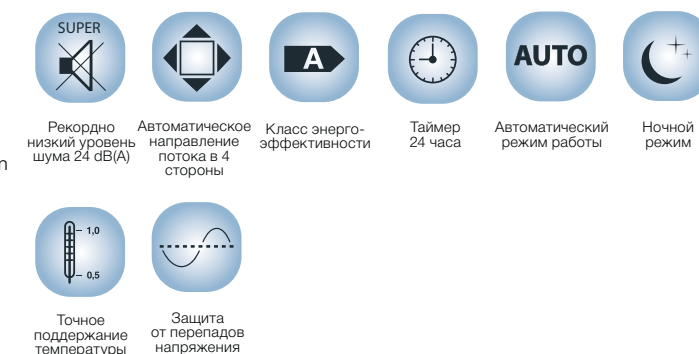 SUPER
A
AUTO
Рекордно
низкий уровень
шума 24 dB(A)
Автоматическое
направление
потока в 4
стороны
Класс энерго-
эффективности
Таймер
24 часа
Автоматический
режим работы
Ночной
режим
n
1,0
0,5
Точное
поддержание
температуры
Защита
от перепадов
напряжения